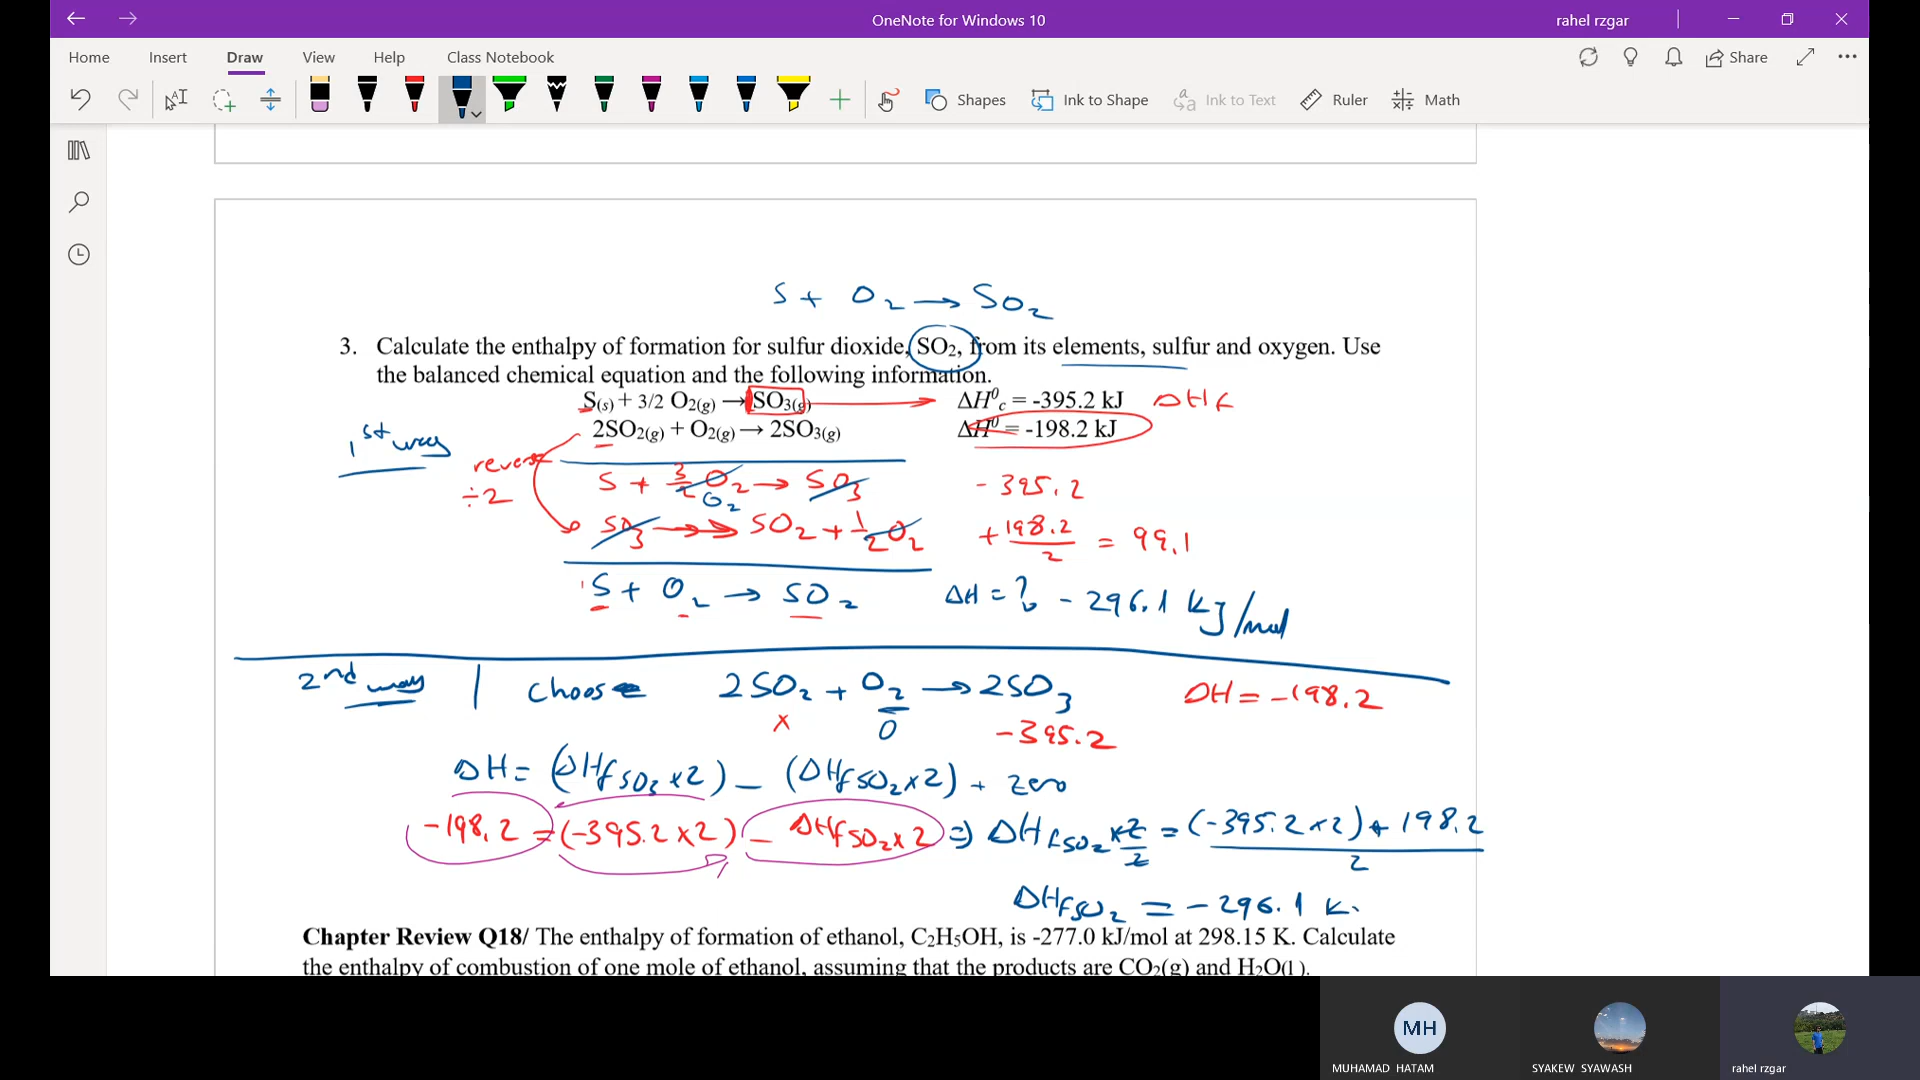 OneNote for Windows 10
rahel rzgar
Home Insert Draw View Help Class Notebook Share
Shapes Ink to Shape Ink to Text Ruler Math
S + O2 → SO2
3. Calculate the enthalpy of formation for sulfur dioxide, SO2, from its elements, sulfur and oxygen. Use
the balanced chemical equation and the following information.
S(s) + 3/2 O2(g) → SO3(g) ΔH⁰c = -395.2 kJ ΔHf
2SO2(g) + O2(g) → 2SO3(g) ΔH⁰ = -198.2 kJ
1st way
reverse
÷2
S + 3/2 O2 → SO3 - 395.2
O2
SO3 → SO2 + 1/2 O2 + 198.2/2 = 99.1
S + O2 → SO2 ΔH = ? - 296.1 kJ/mol
2nd way | choose 2SO2 + O2 → 2SO3 ΔH = -198.2
x 0 -395.2
ΔH = (ΔHf SO3 x2) - (ΔHf SO2 x2) + zero
-198.2 = (-395.2 x2) - ΔHf SO2 x 2 ⇒ ΔHf SO2 x 2/2 = (-395.2 x2) + 198.2 / 2
ΔHf SO2 = -296.1 k
Chapter Review Q18/ The enthalpy of formation of ethanol, C2H5OH, is -277.0 kJ/mol at 298.15 K. Calculate
the enthalpy of combustion of one mole of ethanol, assuming that the products are CO2(g) and H2O(l).
MH
MUHAMAD HATAM SYAKEW SYAWASH rahel rzgar